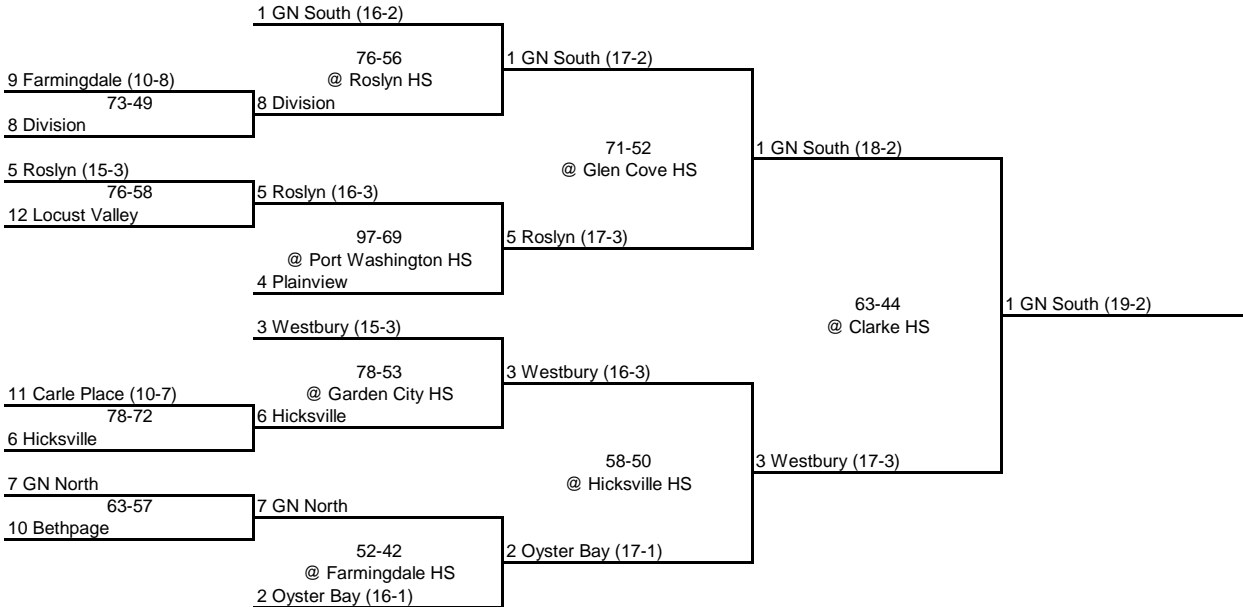 1 GN South (16-2)
76-56
@ Roslyn HS
1 GN South (17-2)
9 Farmingdale (10-8)
73-49
8 Division
8 Division
71-52
@ Glen Cove HS
1 GN South (18-2)
5 Roslyn (15-3)
76-58
12 Locust Valley
5 Roslyn (16-3)
97-69
@ Port Washington HS
5 Roslyn (17-3)
4 Plainview
63-44
@ Clarke HS
1 GN South (19-2)
3 Westbury (15-3)
78-53
@ Garden City HS
3 Westbury (16-3)
11 Carle Place (10-7)
78-72
6 Hicksville
6 Hicksville
58-50
@ Hicksville HS
3 Westbury (17-3)
7 GN North
63-57
10 Bethpage
7 GN North
52-42
@ Farmingdale HS
2 Oyster Bay (17-1)
2 Oyster Bay (16-1)